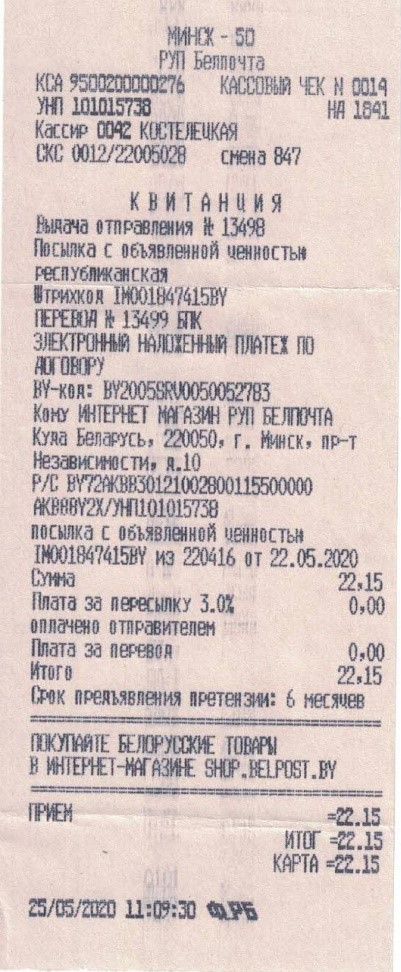 МИНСК - 50
РУП Белпочта
КСА 9500200000276 КАССОВЫЙ ЧЕК N 0014
УНП 101015738 НА 1841
Кассир 0042 КОСТЕЛЕЦКАЯ
СКС 0012/22005028 смена 847
К В И Т А Н Ц И Я
Выдача отправления № 13498
Посылка с объявленной ценностью
республиканская
Штрихкод IM001847415BY
ПЕРЕВОД № 13499 БПК
ЭЛЕКТРОННЫЙ НАЛОЖЕННЫЙ ПЛАТЕЖ ПО
ДОГОВОРУ
BY-код: BY2005SRV0050052783
Кому ИНТЕРНЕТ МАГАЗИН РУП БЕЛПОЧТА
Куда Беларусь, 220050, г. Минск, пр-т
Независимости, д.10
Р/С BY72AKBB30121002800115500000
AKBBBY2X/УНП101015738
посылка с объявленной ценностью
IM001847415BY из 220416 от 22.05.2020
Сумма 22,15
Плата за пересылку 3.0% 0,00
оплачено отправителем
Плата за перевод 0,00
Итого 22,15
Срок предъявления претензии: 6 месяцев
ПОКУПАЙТЕ БЕЛОРУССКИЕ ТОВАРЫ
В ИНТЕРНЕТ-МАГАЗИНЕ SHOP.BELPOST.BY
ПРИЕМ =22.15
ИТОГ =22.15
КАРТА =22.15
25/05/2020 11:09:30 ФРБ